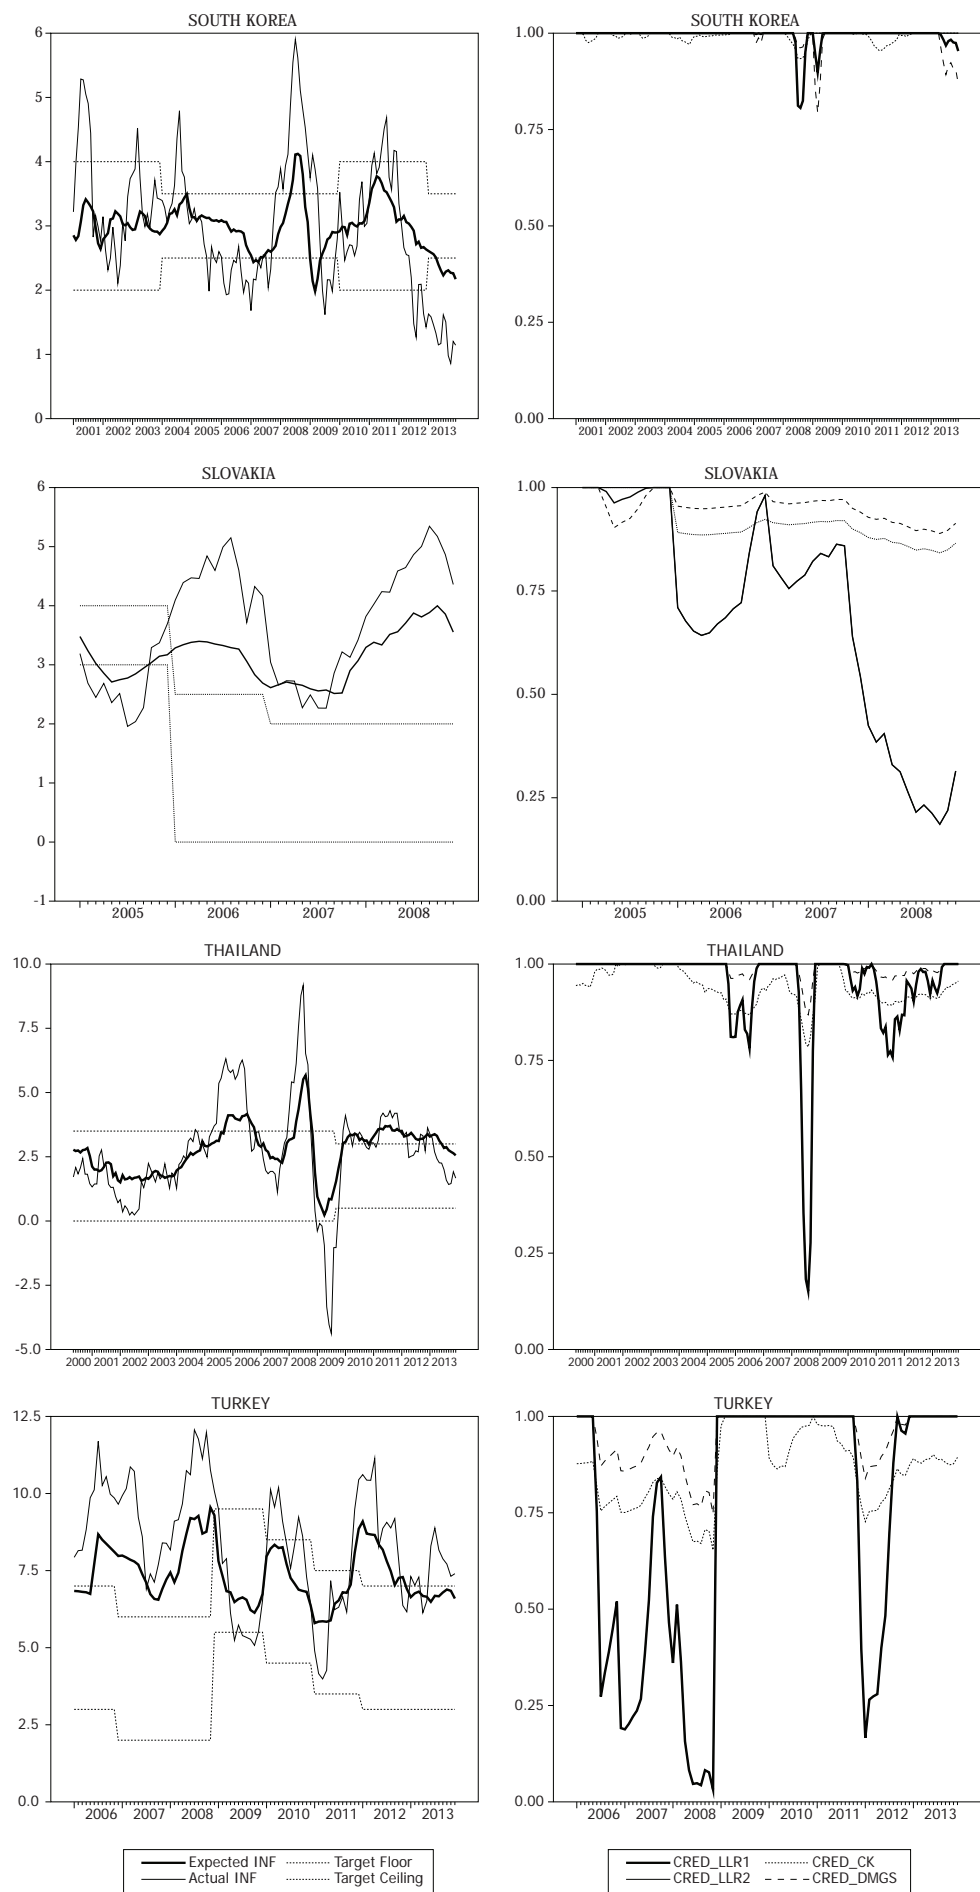 SOUTH KOREA
6
5
4
3
2
1
0
2001 2002 2003 2004 2005 2006 2007 2008 2009 2010 2011 2012 2013
SOUTH KOREA
1.00
0.75
0.50
0.25
0.00
2001 2002 2003 2004 2005 2006 2007 2008 2009 2010 2011 2012 2013
SLOVAKIA
6
5
4
3
2
1
0
-1
2005 2006 2007 2008
SLOVAKIA
1.00
0.75
0.50
0.25
0.00
2005 2006 2007 2008
THAILAND
10.0
7.5
5.0
2.5
0.0
-2.5
-5.0
2000 2001 2002 2003 2004 2005 2006 2007 2008 2009 2010 2011 2012 2013
THAILAND
1.00
0.75
0.50
0.25
0.00
2000 2001 2002 2003 2004 2005 2006 2007 2008 2009 2010 2011 2012 2013
TURKEY
12.5
10.0
7.5
5.0
2.5
0.0
2006 2007 2008 2009 2010 2011 2012 2013
TURKEY
1.00
0.75
0.50
0.25
0.00
2006 2007 2008 2009 2010 2011 2012 2013
Expected INF Target Floor
Actual INF Target Ceiling
CRED_LLR1 CRED_CK
CRED_LLR2 CRED_DMGS